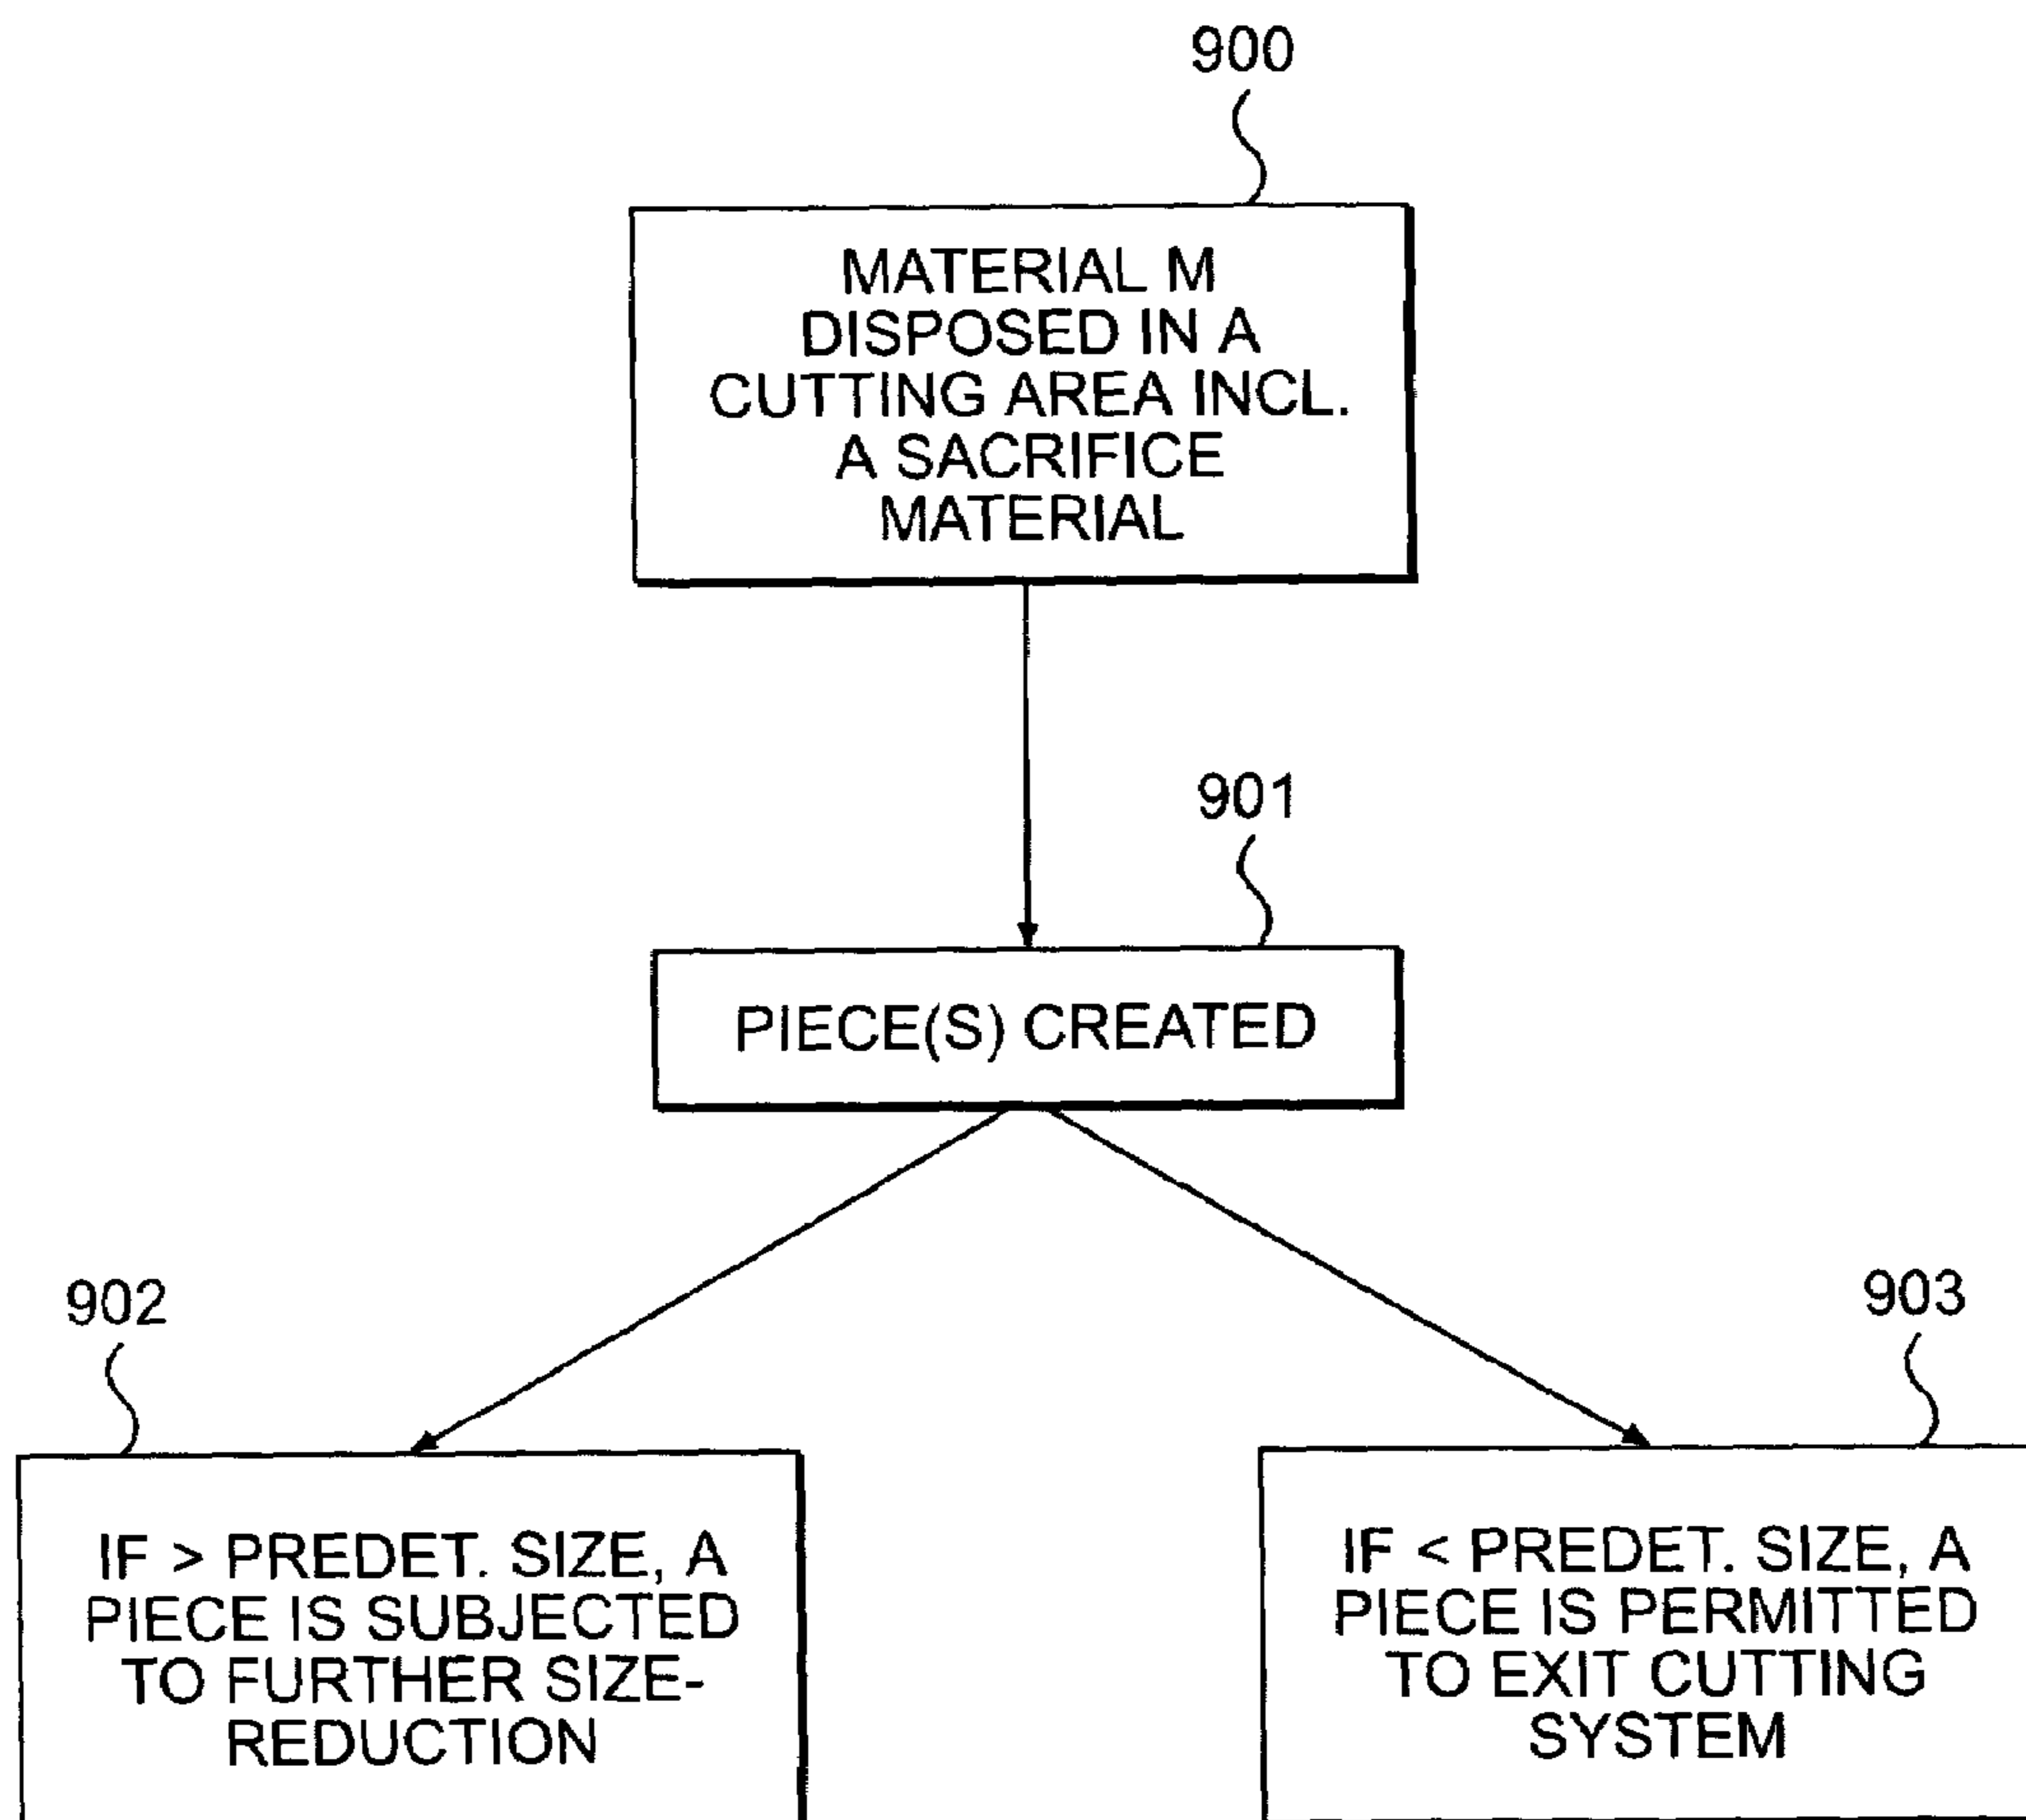 900
MATERIAL M
DISPOSED IN A
CUTTING AREA INCL.
A SACRIFICE
MATERIAL
901
PIECE(S) CREATED
902
IF > PREDET. SIZE, A
PIECE IS SUBJECTED
TO FURTHER SIZE-
REDUCTION
903
IF < PREDET. SIZE, A
PIECE IS PERMITTED
TO EXIT CUTTING
SYSTEM